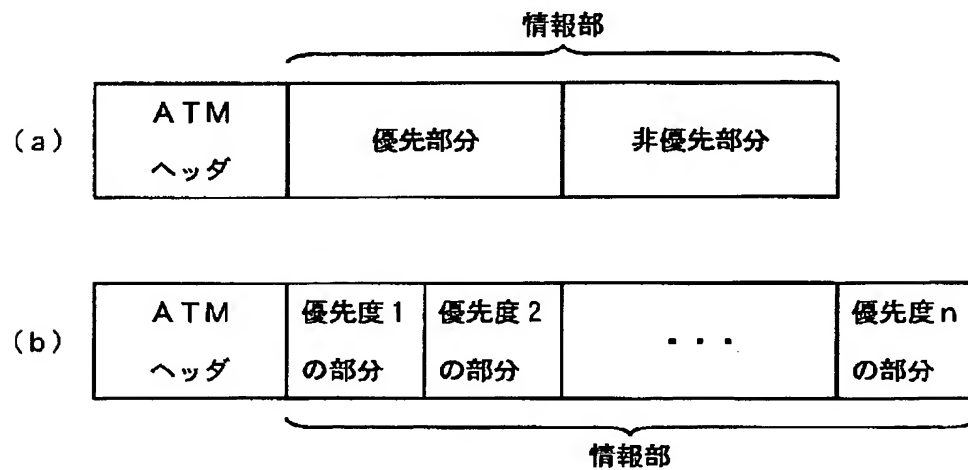 情報部
(a)
ATM
ヘッダ
優先部分
非優先部分
(b)
ATM
ヘッダ
優先度1
の部分
優先度2
の部分
・・・
優先度n
の部分
情報部